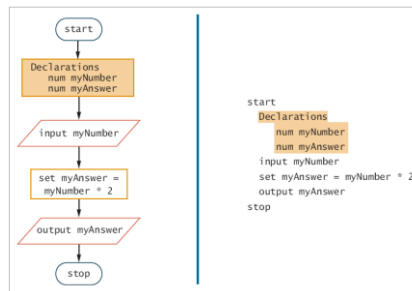 start
Declarations
num myNumber
num myAnswer
input myNumber
set myAnswer =
myNumber * 2
output myAnswer
stop
start
Declarations
num myNumber
num myAnswer
input myNumber
set myAnswer = myNumber * 2
output myAnswer
stop